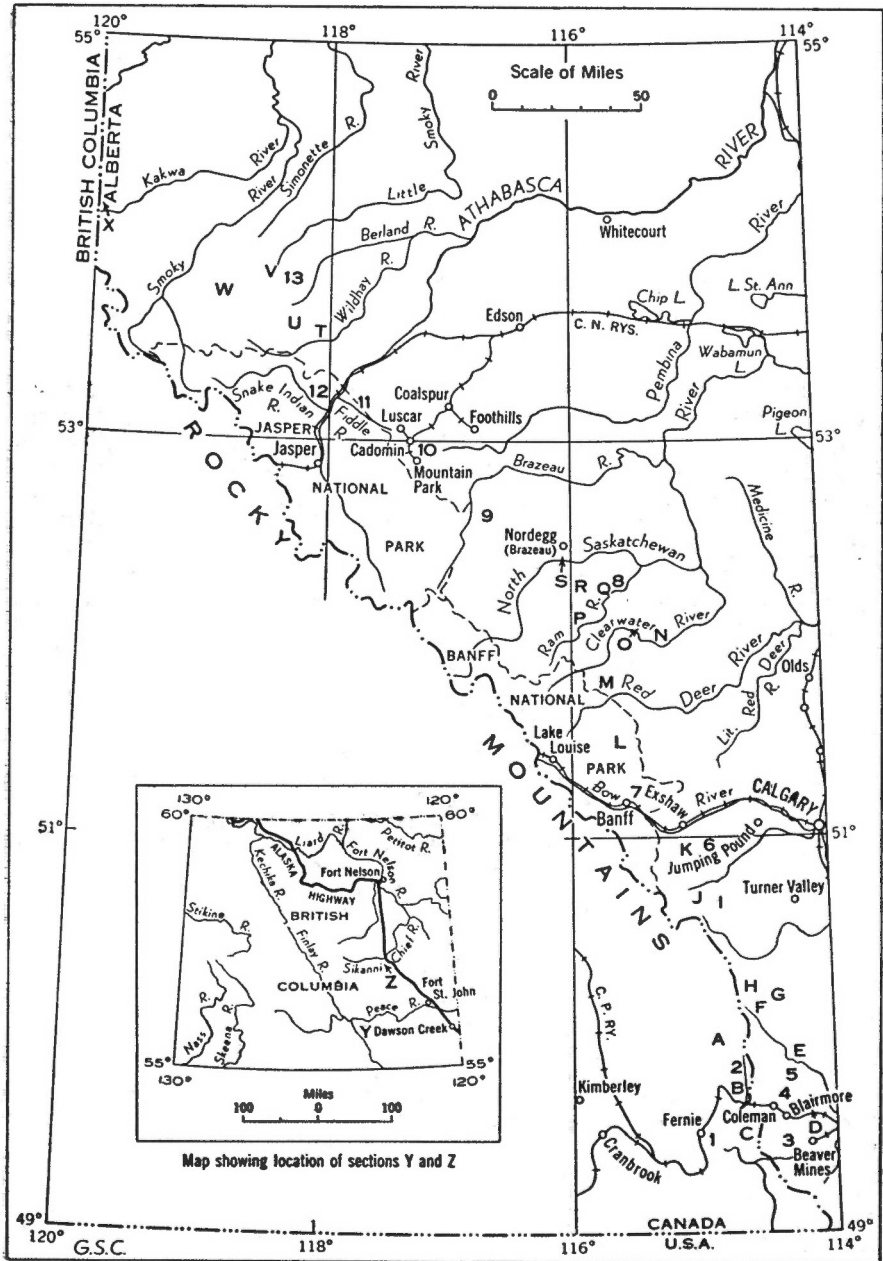 120°
118°
116°
114°
55°
55°
Scale of Miles
0 50
BRITISH COLUMBIA
ALBERTA
X
Kakwa River
Smoky River
Simonette R.
Smoky River
Little
ATHABASCA RIVER
Whitecourt
Berland R.
Wildhay R.
V 13
W
U T
Chip L.
L. St. Ann
Edson
C. N. RYS.
Wabamun L.
Pembina River
River
Pigeon L.
12
11
Snake Indian R.
Fiddle R.
Coalspur
Luscar
Foothills
53°
53°
JASPER
Jasper
Cadomin
10
Mountain Park
NATIONAL
PARK
Brazeau R.
9
Nordegg
(Brazeau)
North Saskatchewan
S R Q 8
P
Ram R.
Clearwater River
O N
Medicine R.
ROCKY MOUNTAINS
BANFF
NATIONAL
PARK
M
Red Deer River
Lit. Red Deer R.
Olds
L
Lake Louise
Bow River
7
Exshaw
Banff
CALGARY
51°
51°
K 6
Jumping Pound
Turner Valley
J I
H
F G
A
E
2
5
B
4
Blairmore
Coleman
D
C
3
Beaver Mines
C. P. RY.
Kimberley
Fernie
1
Cranbrook
CANADA
U.S.A.
49°
49°
120°
118°
116°
114°
G.S.C.
130°
120°
60°
60°
Liard R.
Petitot R.
ALASKA HIGHWAY
Fort Nelson R.
Fort Nelson
Kechika R.
BRITISH
COLUMBIA
Stikine R.
Finlay R.
Sikanni Chief R.
Z
Fort St. John
Peace R.
Y
Dawson Creek
Nass R.
Skeena R.
55°
55°
130°
120°
Miles
100 0 100
Map showing location of sections Y and Z